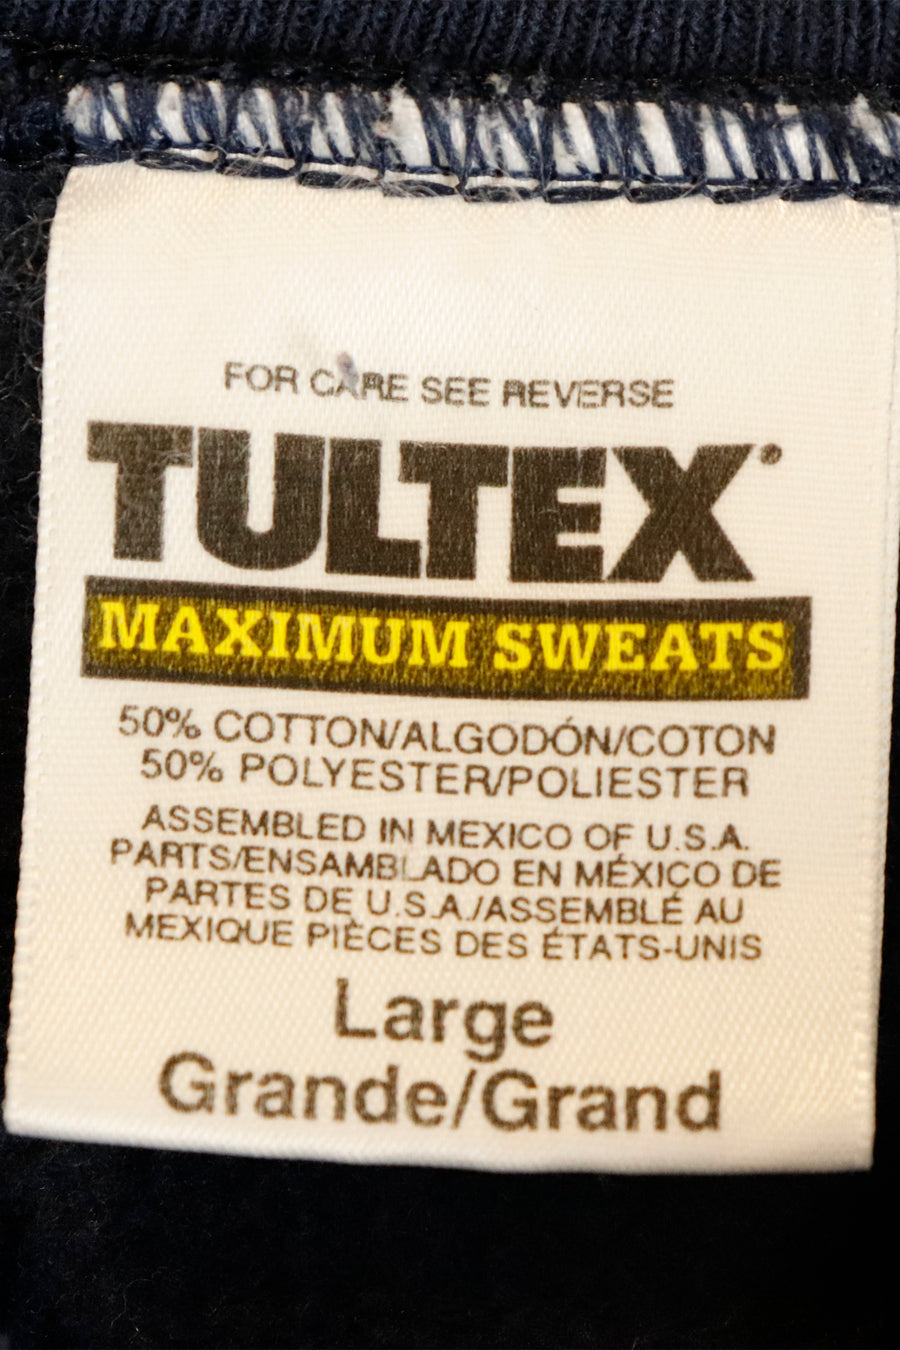 FOR CARE SEE REVERSE
TULTEX
MAXIMUM SWEATS
50% COTTON/ALGODÓN/COTON
50% POLYESTER/POLIESTER
ASSEMBLED IN MEXICO OF U.S.A.
PARTS/ENSAMBLADO EN MÉXICO DE
PARTES DE U.S.A./ASSEMBLÉ AU
MEXIQUE PIÈCES DES ÉTATS-UNIS
Large
Grande/Grand